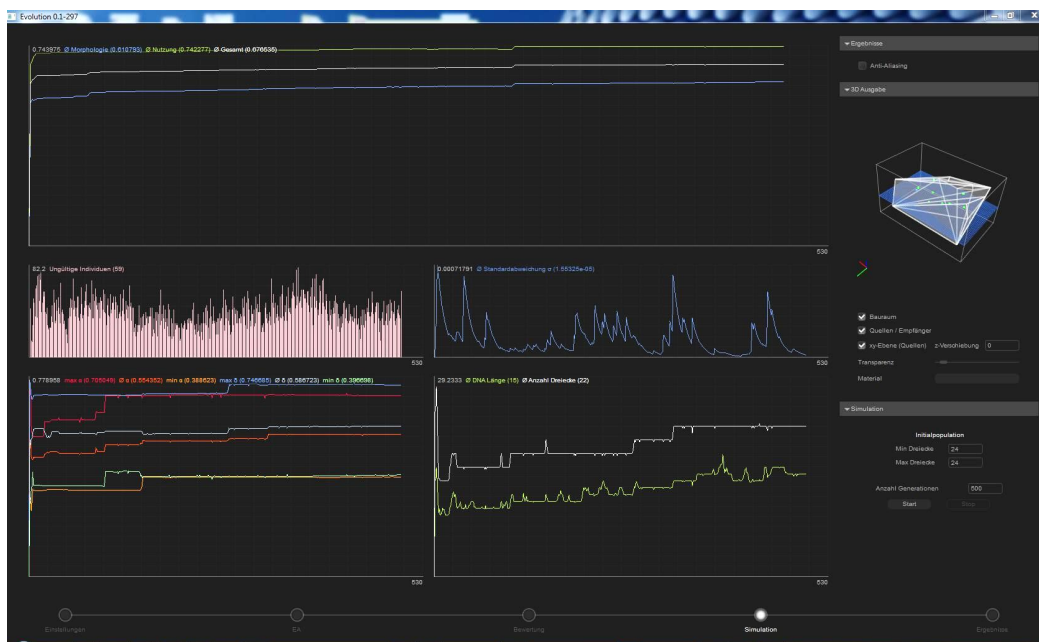 Evolution 0.1-297
0.743975 Ø Morphologie (0.610793) Ø Nutzung (0.742277) Ø Gesamt (0.676535)
530
82.2 Ungültige Individuen (59)
530
0.00071791 Ø Standardabweichung σ (1.55325e-05)
530
0.778958 max α (0.705049) Ø α (0.554352) min α (0.388623) max δ (0.746685) Ø δ (0.586723) min δ (0.396698)
530
29.2333 Ø DNA Länge (15) Ø Anzahl Dreiecke (22)
530
Ergebnisse
Anti-Aliasing
3D Ausgabe
Bauraum
Quellen / Empfänger
xy-Ebene (Quellen) z-Verschiebung 0
Transparenz
Material
Simulation
Initialpopulation
Min Dreiecke 24
Max Dreiecke 24
Anzahl Generationen 500
Start Stop
Einstellungen EA Bewertung Simulation Ergebnisse